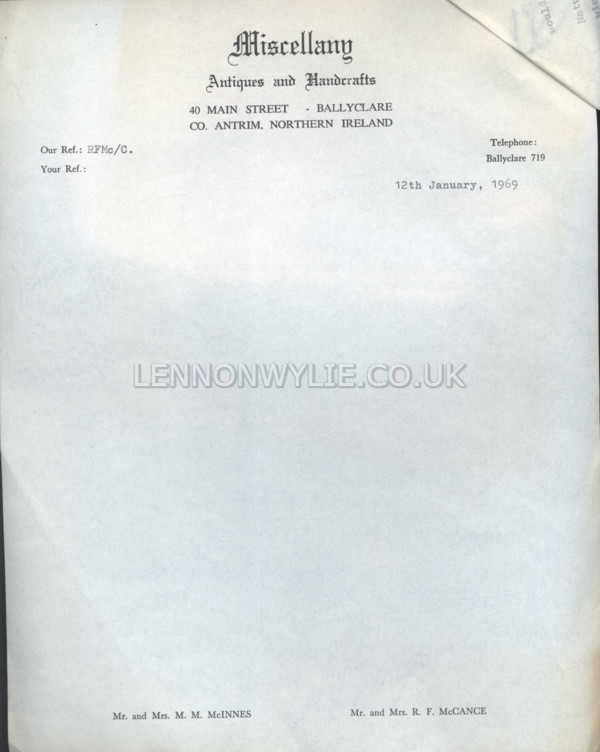 Miscellany
Antiques and Handcrafts
40 MAIN STREET - BALLYCLARE
CO. ANTRIM, NORTHERN IRELAND
Our Ref.: RFMc/C.
Your Ref.:
Telephone:
Ballyclare 719
12th January, 1969
LENNONWYLIE.CO.UK
Mr. and Mrs. M. M. McINNES
Mr. and Mrs. R. F. McCANCE